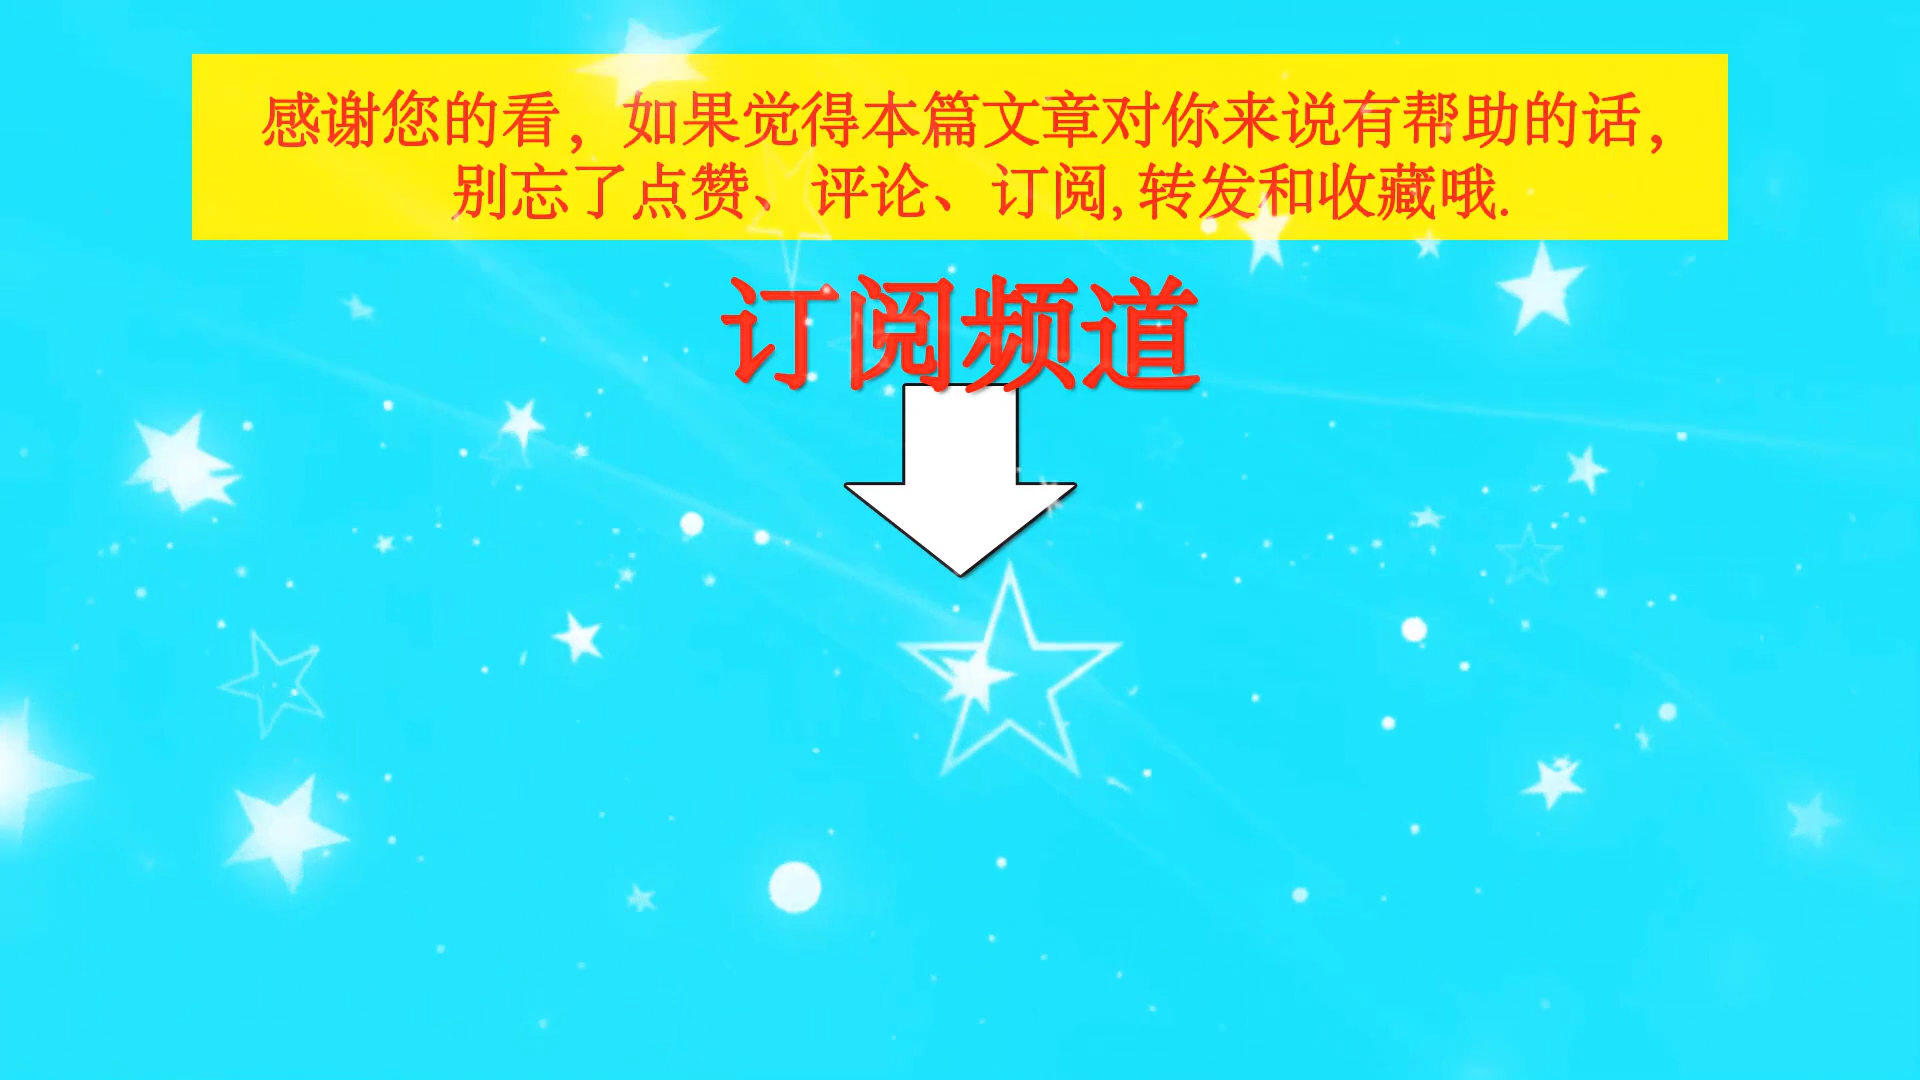 感谢您的看，如果觉得本篇文章对你来说有帮助的话，
别忘了点赞、评论、订阅,转发和收藏哦.
订阅频道